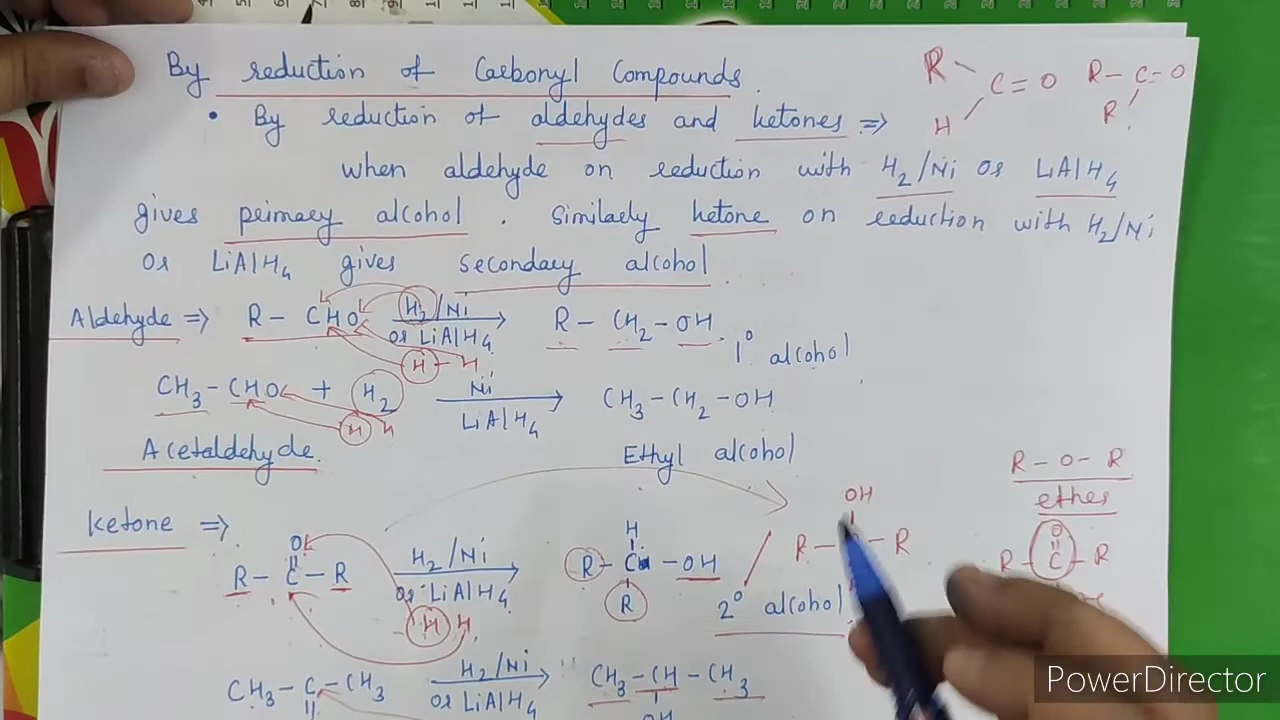 By reduction of Carbonyl Compounds.
• By reduction of aldehydes and ketones ⇒
R
C=O
H
R-C-O
R
when aldehyde on reduction with H2/Ni or LiAlH4
gives primary alcohol. Similarly ketone on reduction with H2/Ni
or LiAlH4 gives secondary alcohol.
Aldehyde ⇒ R-CHO H2/Ni or LiAlH4 → R-CH2-OH.
H-H
1° alcohol
CH3-CHO + H2 Ni LiAlH4 → CH3-CH2-OH
H H
Acetaldehyde.
Ethyl alcohol
R-O-R
ether
Ketone ⇒
O
R-C-R
H2/Ni
or LiAlH4
H H
H
R-C-OH
R
OH
R-R
2° alcohol
O
R-C-R
CH3-C-CH3 H2/Ni or LiAlH4 → CH3-CH-CH3
OH
PowerDirector